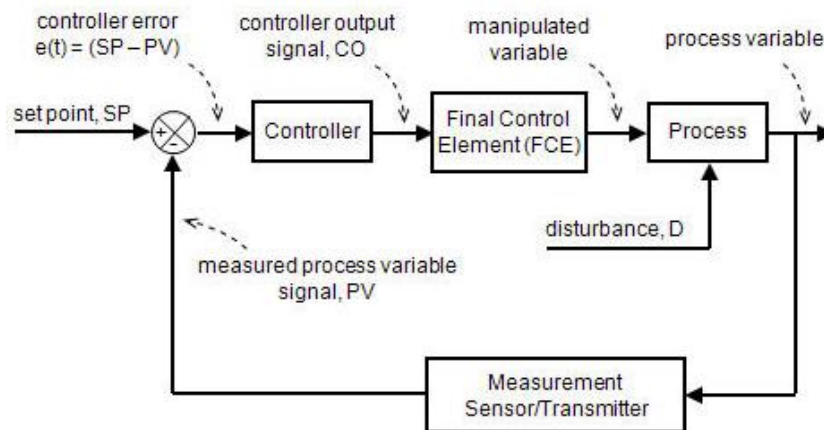 controller error
e(t) = (SP – PV)
controller output
signal, CO
manipulated
variable
process variable
set point, SP
+
-
Controller
Final Control
Element (FCE)
Process
disturbance, D
measured process variable
signal, PV
Measurement
Sensor/Transmitter